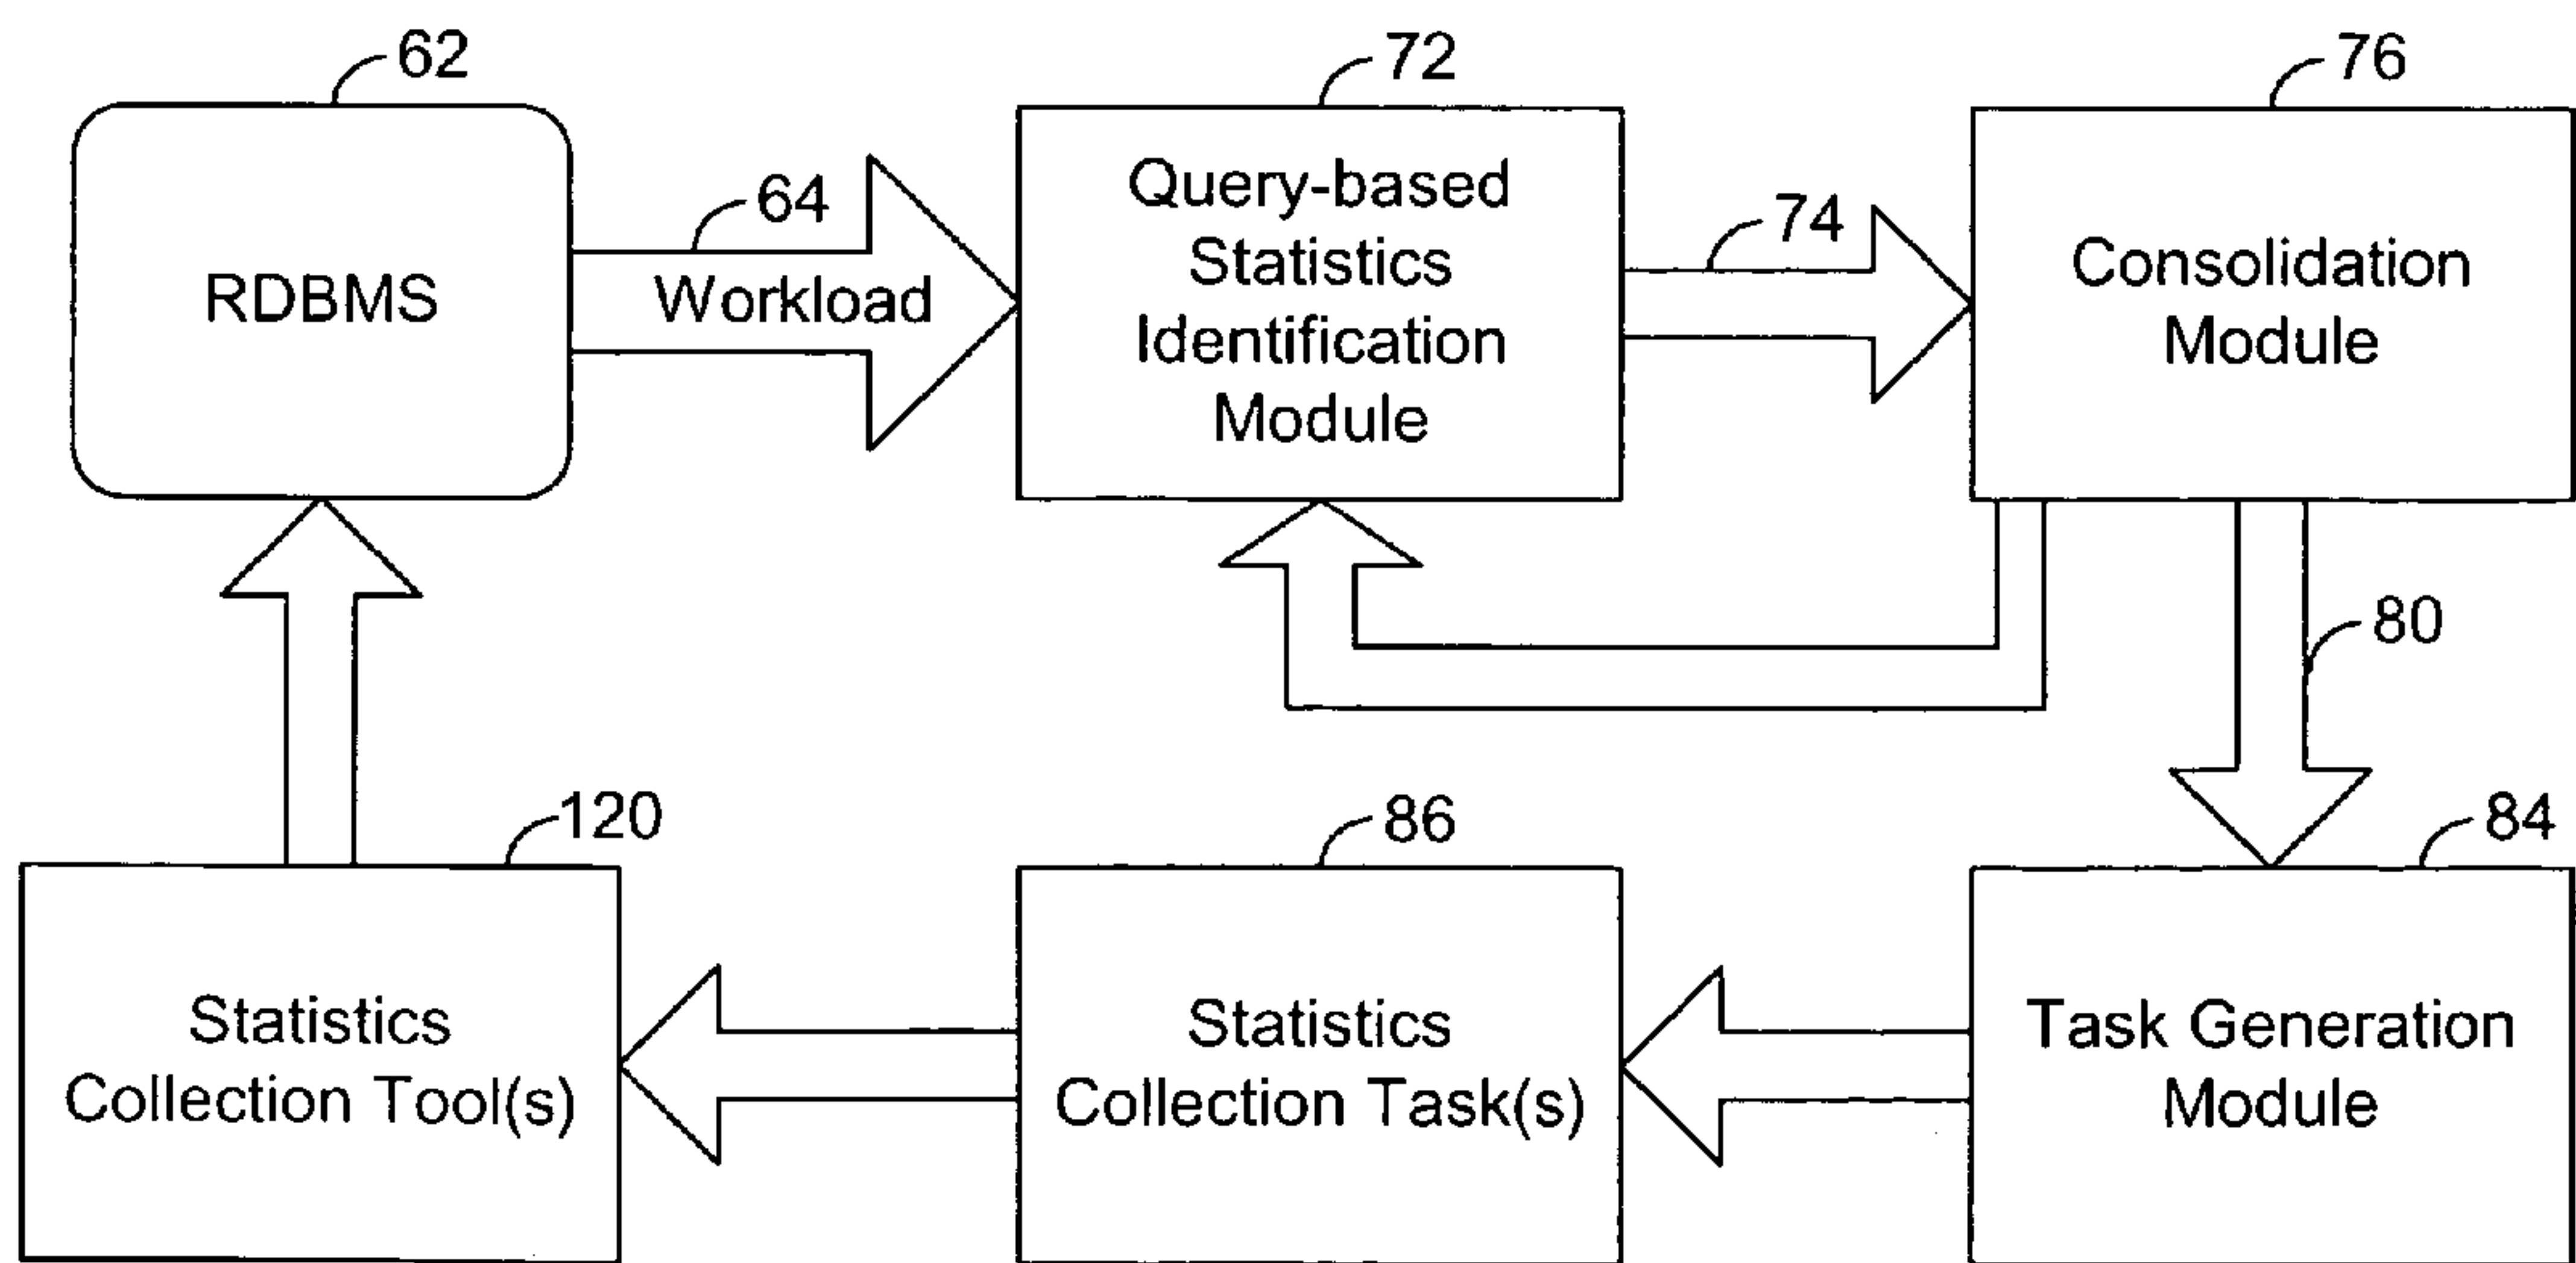 62
72
76
64
74
RDBMS
Workload
Query-based
Statistics
Identification
Module
Consolidation
Module
80
120
86
84
Statistics
Collection Tool(s)
Statistics
Collection Task(s)
Task Generation
Module